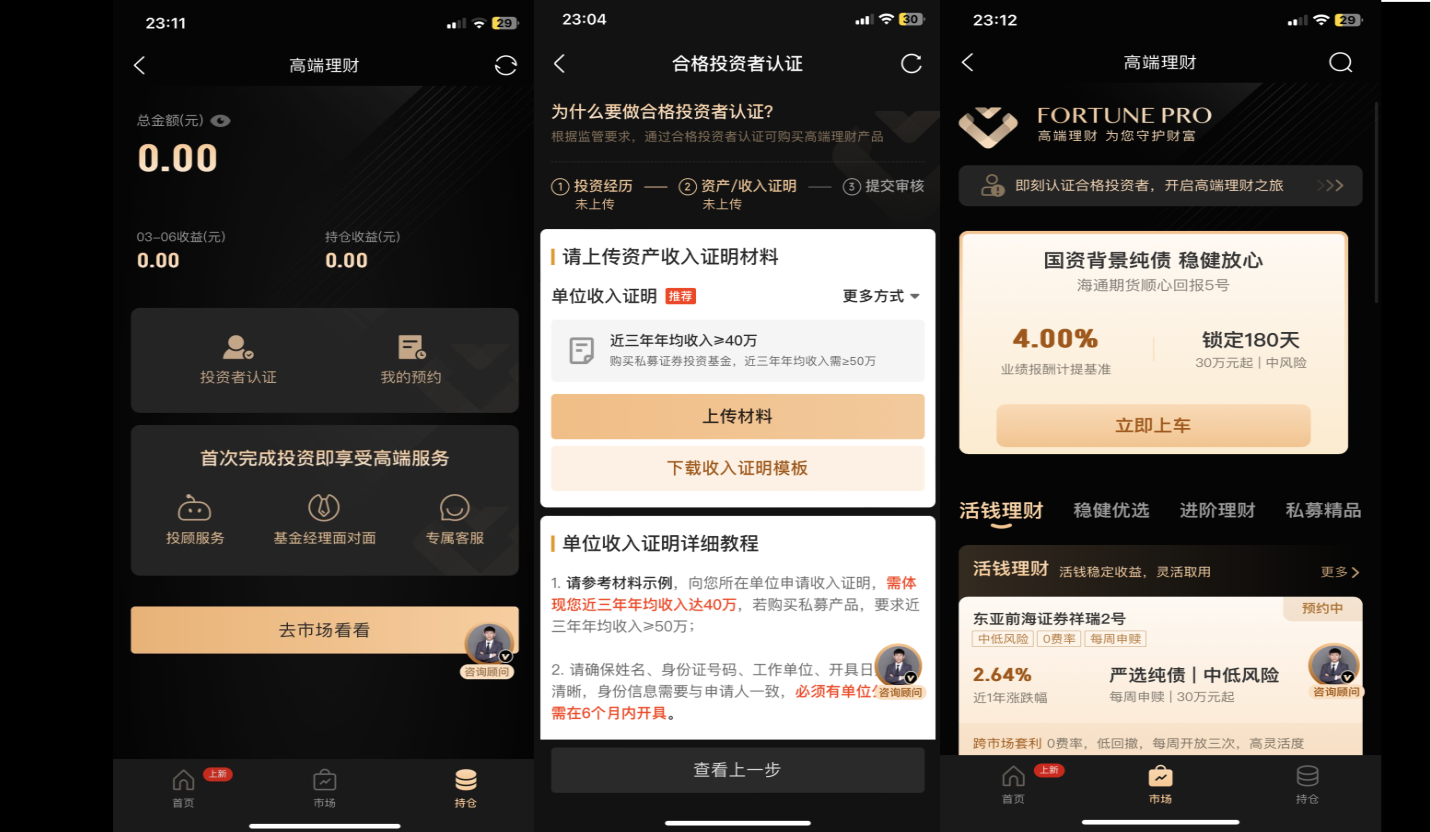 23:11
29
高端理财
总金额(元)
0.00
03-06收益(元)
持仓收益(元)
0.00
0.00
投资者认证
我的预约
首次完成投资即享受高端服务
投顾服务
基金经理面对面
专属客服
去市场看看
咨询顾问
上新
首页
市场
持仓
23:04
30
合格投资者认证
为什么要做合格投资者认证?
根据监管要求，通过合格投资者认证可购买高端理财产品
1 投资经历
2 资产/收入证明
3 提交审核
未上传
未上传
请上传资产收入证明材料
单位收入证明 推荐
更多方式
近三年年均收入≥40万
购买私募证券投资基金，近三年年均收入需≥50万
上传材料
下载收入证明模板
单位收入证明详细教程
1. 请参考材料示例，向您所在单位申请收入证明，需体
现您近三年年均收入达40万，若购买私募产品，要求近
三年年均收入≥50万；
2. 请确保姓名、身份证号码、工作单位、开具日
清晰，身份信息需要与申请人一致，必须有单位
需在6个月内开具。
咨询顾问
查看上一步
23:12
29
高端理财
FORTUNE PRO
高端理财 为您守护财富
即刻认证合格投资者，开启高端理财之旅
国资背景纯债 稳健放心
海通期货顺心回报5号
4.00%
锁定180天
业绩报酬计提基准
30万元起 | 中风险
立即上车
活钱理财
稳健优选
进阶理财
私募精品
活钱理财 活钱稳定收益，灵活取用
更多
东亚前海证券祥瑞2号
预约中
中低风险 0费率 每周申赎
2.64%
严选纯债 | 中低风险
近1年涨跌幅
每周申赎 | 30万元起
咨询顾问
跨市场套利 0费率，低回撤，每周开放三次，高灵活度
上新
首页
市场
持仓